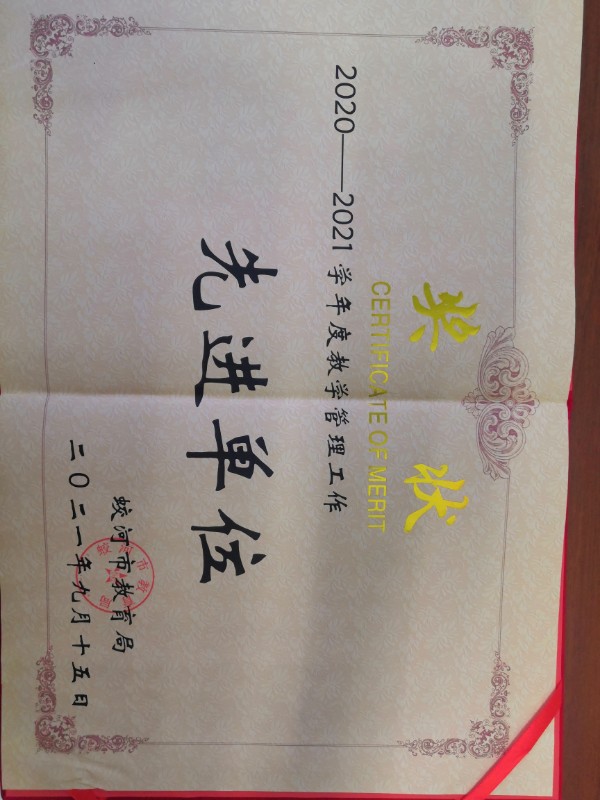 奖状
CERTIFICATE OF MERIT
2020——2021学年度教学管理工作
先进单位
蛟河市教育局
二〇二一年九月十五日